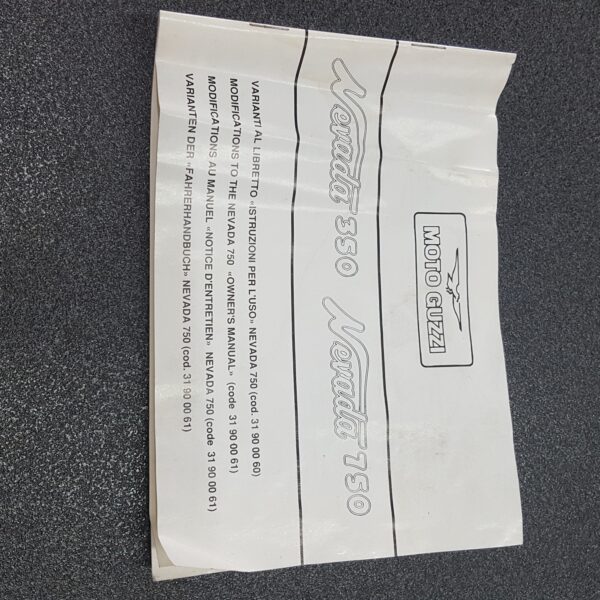 MOTO GUZZI
Nevada 350 Nevada 750
VARIANTI AL LIBRETTO «ISTRUZIONI PER L'USO» NEVADA 750 (cod. 31 90 00 60)
MODIFICATIONS TO THE NEVADA 750 «OWNER'S MANUAL» (code 31 90 00 61)
MODIFICATIONS AU MANUEL «NOTICE D'ENTRETIEN» NEVADA 750 (code 31 90 00 61)
VARIANTEN DER «FAHRERHANDBUCH» NEVADA 750 (cod. 31 90 00 61)